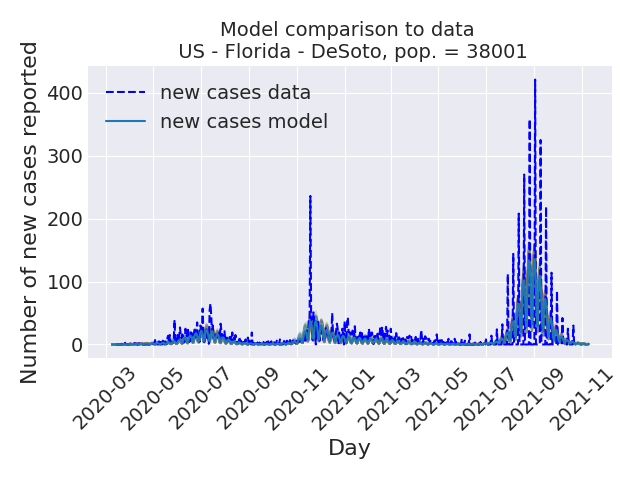 Model comparison to data
US - Florida - DeSoto, pop. = 38001
new cases data
new cases model
Number of new cases reported
400
300
200
100
0
2020-03
2020-05
2020-07
2020-09
2020-11
2021-01
2021-03
2021-05
2021-07
2021-09
2021-11
Day